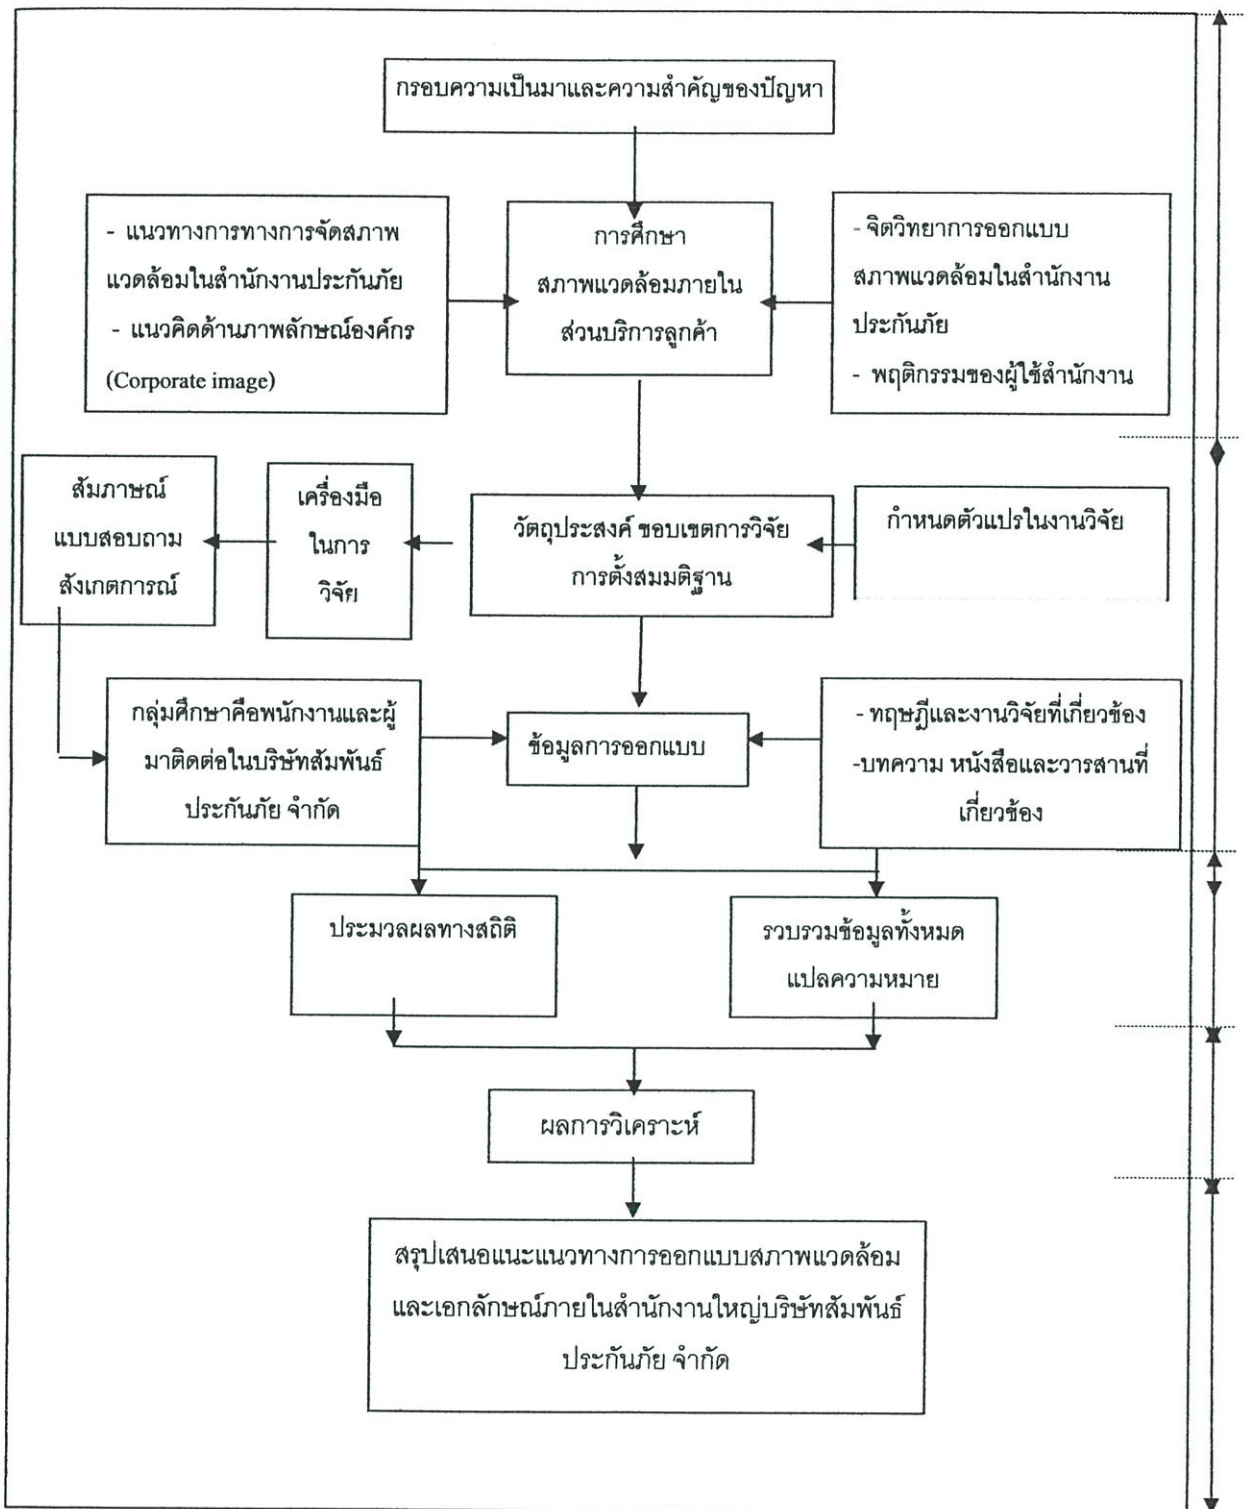 กรอบความเป็นมาและความสำคัญของปัญหา
- แนวทางการทางการจัดสภาพ
แวดล้อมในสำนักงานประกันภัย
- แนวคิดด้านภาพลักษณ์องค์กร
(Corporate image)
การศึกษา
สภาพแวดล้อมภายใน
ส่วนบริการลูกค้า
- จิตวิทยาการออกแบบ
สภาพแวดล้อมในสำนักงาน
ประกันภัย
- พฤติกรรมของผู้ใช้สำนักงาน
สัมภาษณ์
แบบสอบถาม
สังเกตการณ์
เครื่องมือ
ในการ
วิจัย
วัตถุประสงค์ ขอบเขตการวิจัย
การตั้งสมมติฐาน
กำหนดตัวแปรในงานวิจัย
กลุ่มศึกษาคือพนักงานและผู้
มาติดต่อในบริษัทสัมพันธ์
ประกันภัย จำกัด
ข้อมูลการออกแบบ
- ทฤษฎีและงานวิจัยที่เกี่ยวข้อง
-บทความ หนังสือและวารสานที่
เกี่ยวข้อง
ประมวลผลทางสถิติ
รวบรวมข้อมูลทั้งหมด
แปลความหมาย
ผลการวิเคราะห์
สรุปเสนอแนะแนวทางการออกแบบสภาพแวดล้อม
และเอกลักษณ์ภายในสำนักงานใหญ่บริษัทสัมพันธ์
ประกันภัย จำกัด